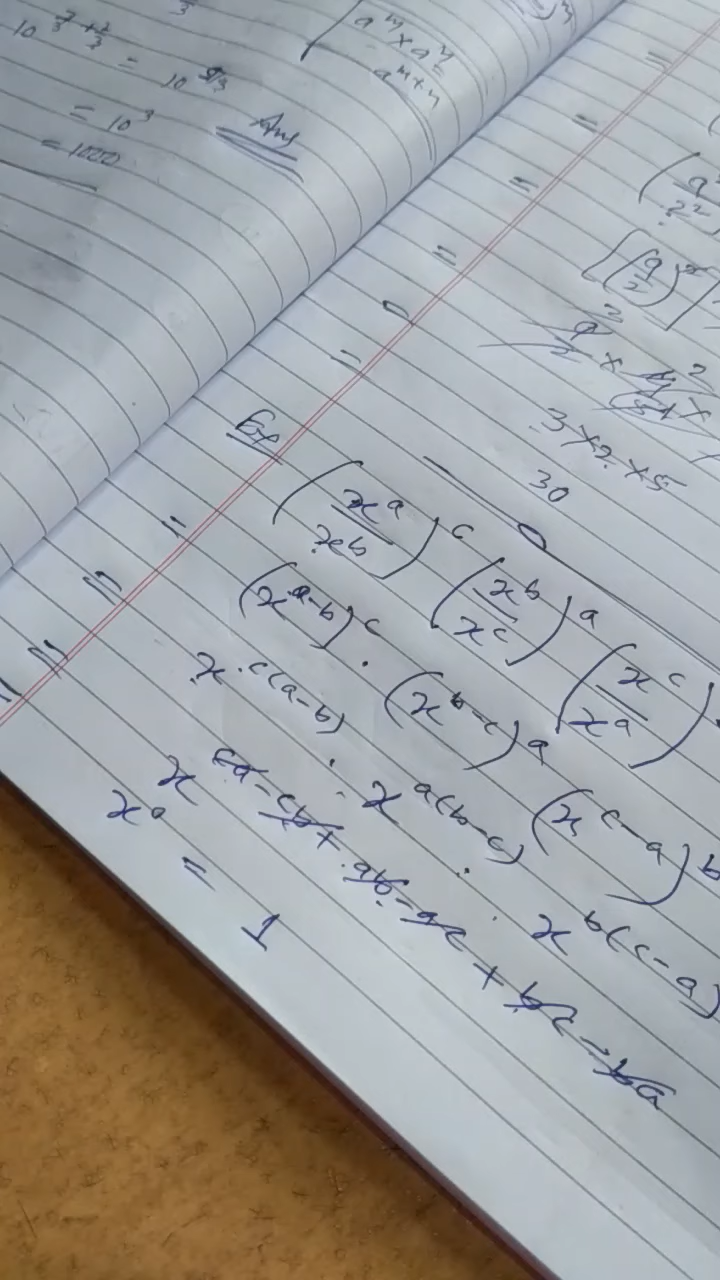 10^{7/3 + 2/3} = 10^{9/3}
= 10^3
= 1000 Ans
a^m × a^n
a^{m+n}
3 × 2 × 5
30
Ex
(x^a / x^b)^c (x^b / x^c)^a (x^c / x^a)
= (x^{a-b})^c . (x^{b-c})^a (x^{c-a})^b
= x^{c(a-b)} . x^{a(b-c)} . x^{b(c-a)}
= x^{ca-cb+ab-ac+bc-ba}
= x^0 = 1